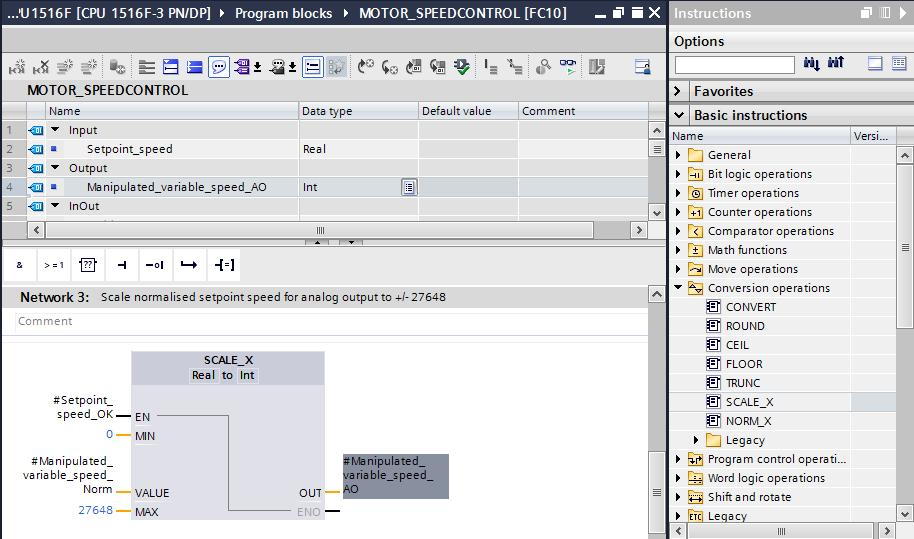 ...'U1516F [CPU 1516F-3 PN/DP] Program blocks MOTOR_SPEEDCONTROL [FC10]
MOTOR_SPEEDCONTROL
Name Data type Default value Comment
1 Input
2 Setpoint_speed Real
3 Output
4 Manipulated_variable_speed_AO Int
5 InOut
& >=1 ??
Network 3: Scale normalised setpoint speed for analog output to +/- 27648
Comment
SCALE_X
Real to Int
#Setpoint_
speed_OK
EN
0
MIN
#Manipulated_
variable_speed_
Norm
VALUE
27648
MAX
OUT
ENO
#Manipulated_
variable_speed_
AO
Instructions
Options
Favorites
Basic instructions
Name Versi...
General
Bit logic operations
Timer operations
Counter operations
Comparator operations
Math functions
Move operations
Conversion operations
CONVERT
ROUND
CEIL
FLOOR
TRUNC
SCALE_X
NORM_X
Legacy
Program control operati...
Word logic operations
Shift and rotate
Legacy